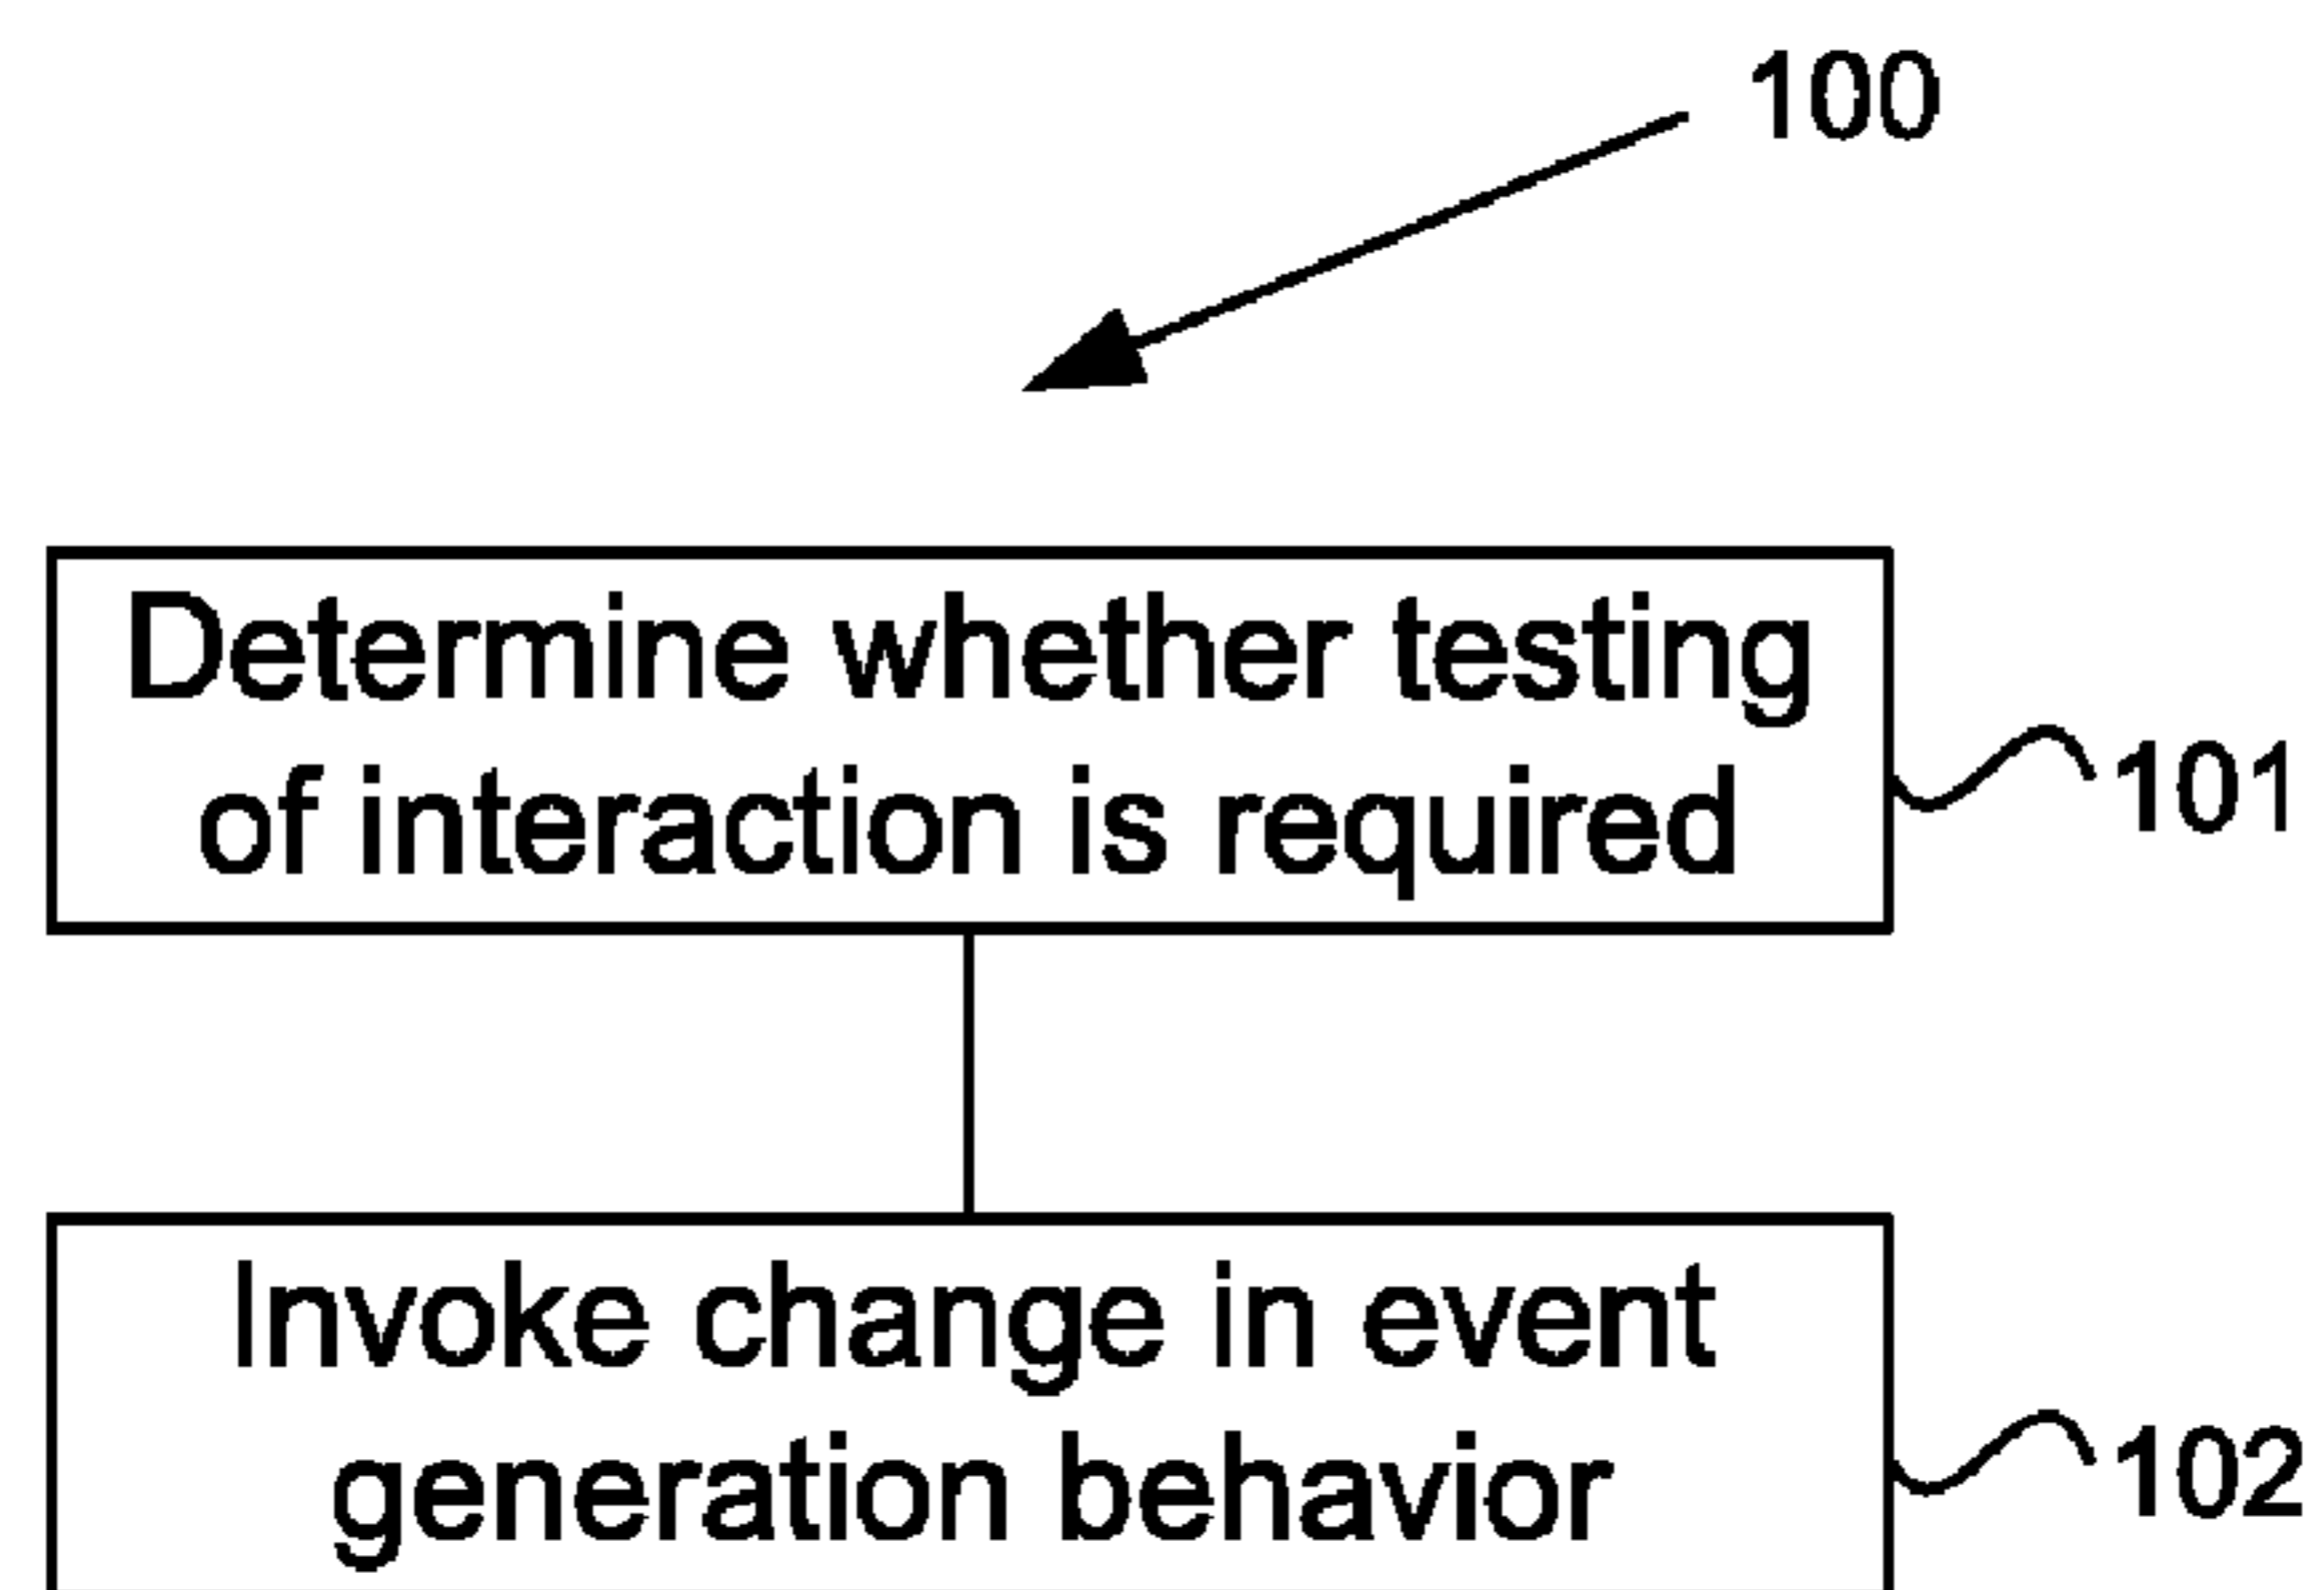 100
Determine whether testing
of interaction is required
101
Invoke change in event
generation behavior
102